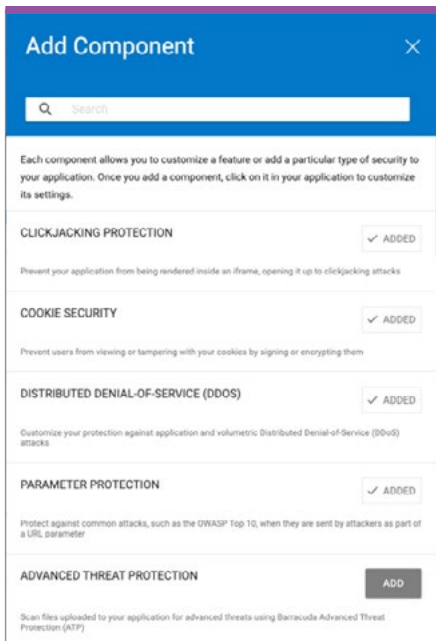 Add Component
Search
Each component allows you to customize a feature or add a particular type of security to
your application. Once you add a component, click on it in your application to customize
its settings.
CLICKJACKING PROTECTION
ADDED
Prevent your application from being rendered inside an iframe, opening it up to clickjacking attacks
COOKIE SECURITY
ADDED
Prevent users from viewing or tampering with your cookies by signing or encrypting them
DISTRIBUTED DENIAL-OF-SERVICE (DDOS)
ADDED
Customize your protection against application and volumetric Distributed Denial-of-Service (DDoS)
attacks
PARAMETER PROTECTION
ADDED
Protect against common attacks, such as the OWASP Top 10, when they are sent by attackers as part of
a URL parameter
ADVANCED THREAT PROTECTION
ADD
Scan files uploaded to your application for advanced threats using Barracuda Advanced Threat
Protection (ATP)